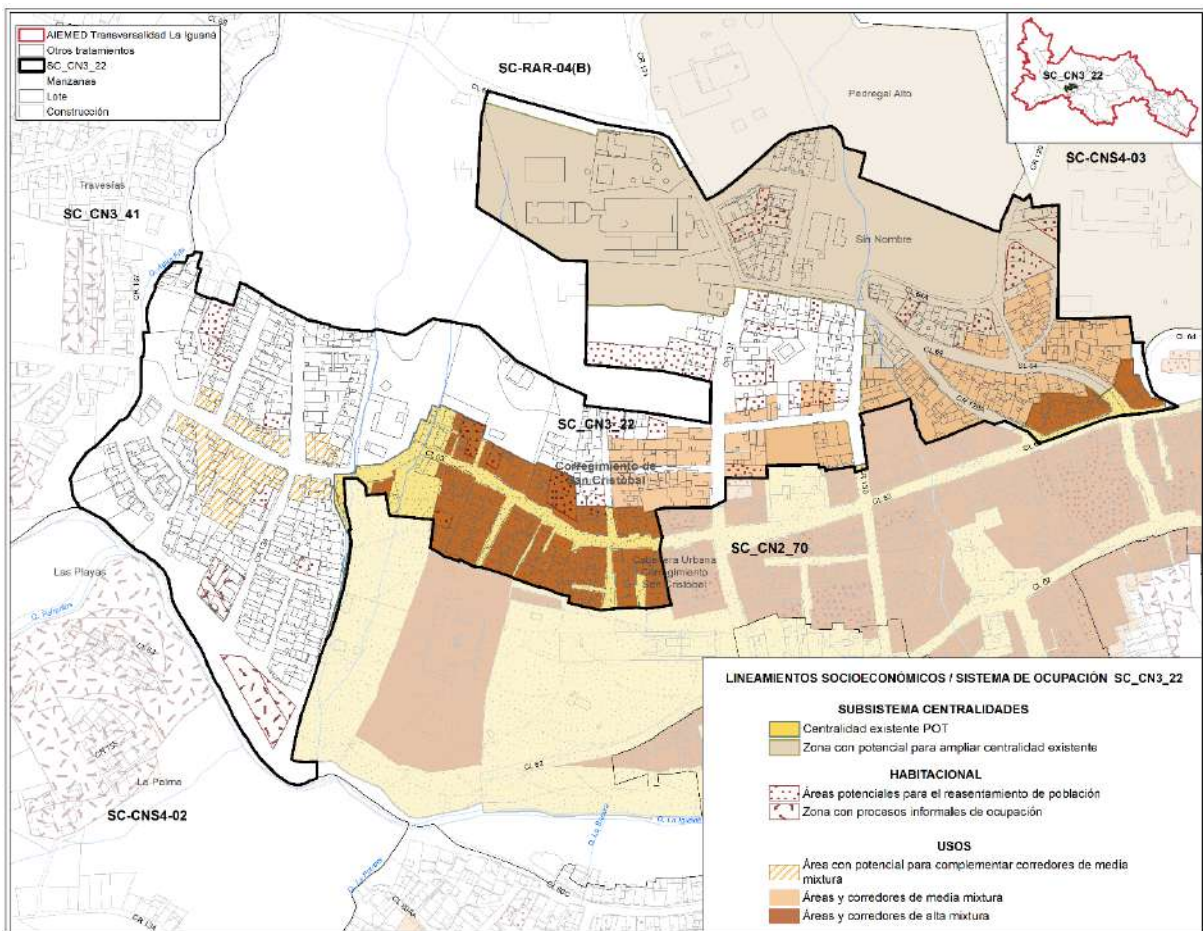 AIEMED Transversalidad La Iguaná
Otros tratamientos
SC_CN3_22
Manzanas
Lote
Construcción
SC-RAR-04(B)
Pedregal Alto
SC_CN3_22
SC-CNS4-03
Travesías
SC_CN3_41
Sin Nombre
CL 64
SC_CN3_22
Corregimiento de
San Cristóbal
SC_CN2_70
Cabecera Urbana
Corregimiento
San Cristóbal
Las Playas
La Palma
SC-CNS4-02
CL 62
LINEAMIENTOS SOCIOECONÓMICOS / SISTEMA DE OCUPACIÓN SC_CN3_22
SUBSISTEMA CENTRALIDADES
Centralidad existente POT
Zona con potencial para ampliar centralidad existente
HABITACIONAL
Áreas potenciales para el reasentamiento de población
Zona con procesos informales de ocupación
USOS
Área con potencial para complementar corredores de media
mixtura
Áreas y corredores de media mixtura
Áreas y corredores de alta mixtura